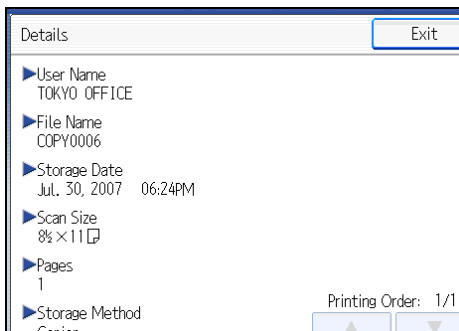 Details
Exit
►User Name
TOKYO OFFICE
►File Name
COPY0006
►Storage Date
Jul. 30, 2007 06:24PM
►Scan Size
8½×11
►Pages
1
Printing Order: 1/1
►Storage Method
Copier